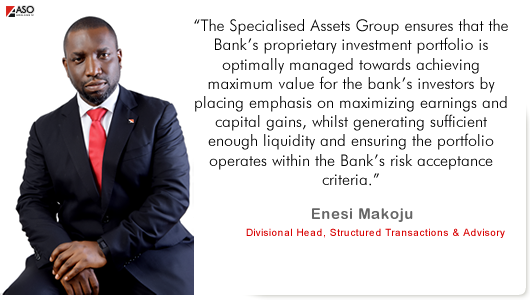 ASO
“The Specialised Assets Group ensures that the
Bank’s proprietary investment portfolio is
optimally managed towards achieving
maximum value for the bank’s investors by
placing emphasis on maximizing earnings and
capital gains, whilst generating sufficient
enough liquidity and ensuring the portfolio
operates within the Bank’s risk acceptance
criteria.”
Enesi Makoju
Divisional Head, Structured Transactions & Advisory